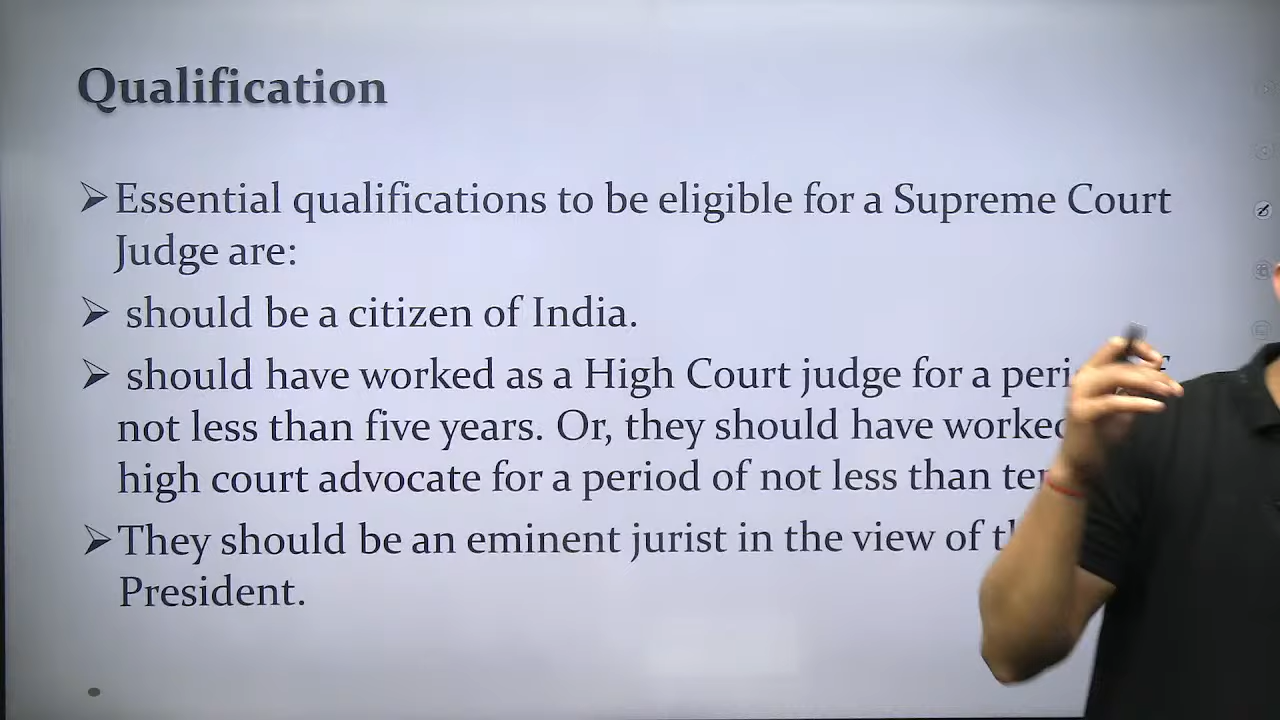 Qualification
➢ Essential qualifications to be eligible for a Supreme Court
Judge are:
➢ should be a citizen of India.
➢ should have worked as a High Court judge for a
not less than five years. Or, they should have worked
high court advocate for a period of not less than
➢ They should be an eminent jurist in the view of
President.